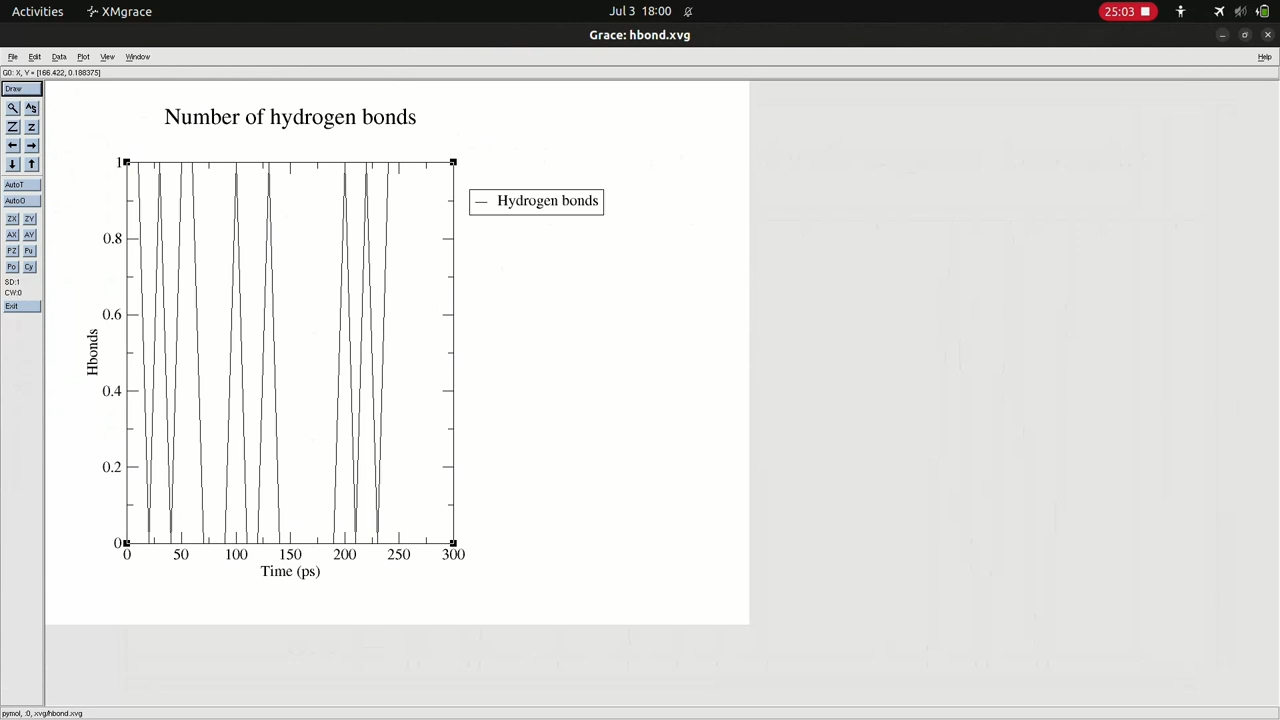 Activities XMgrace Jul 3 18:00 25:03
Grace: hbond.xvg
File Edit Data Plot View Window Help
G0: X, Y = [166.422, 0.188375]
Draw
Z z
AutoT
AutoO
ZX ZY
AX AY
PZ Pu
Po Cy
SD:1
CW:0
Exit
Number of hydrogen bonds
Hydrogen bonds
Hbonds
1
0.8
0.6
0.4
0.2
0
0 50 100 150 200 250 300
Time (ps)
pymol, :0, xvg/hbond.xvg